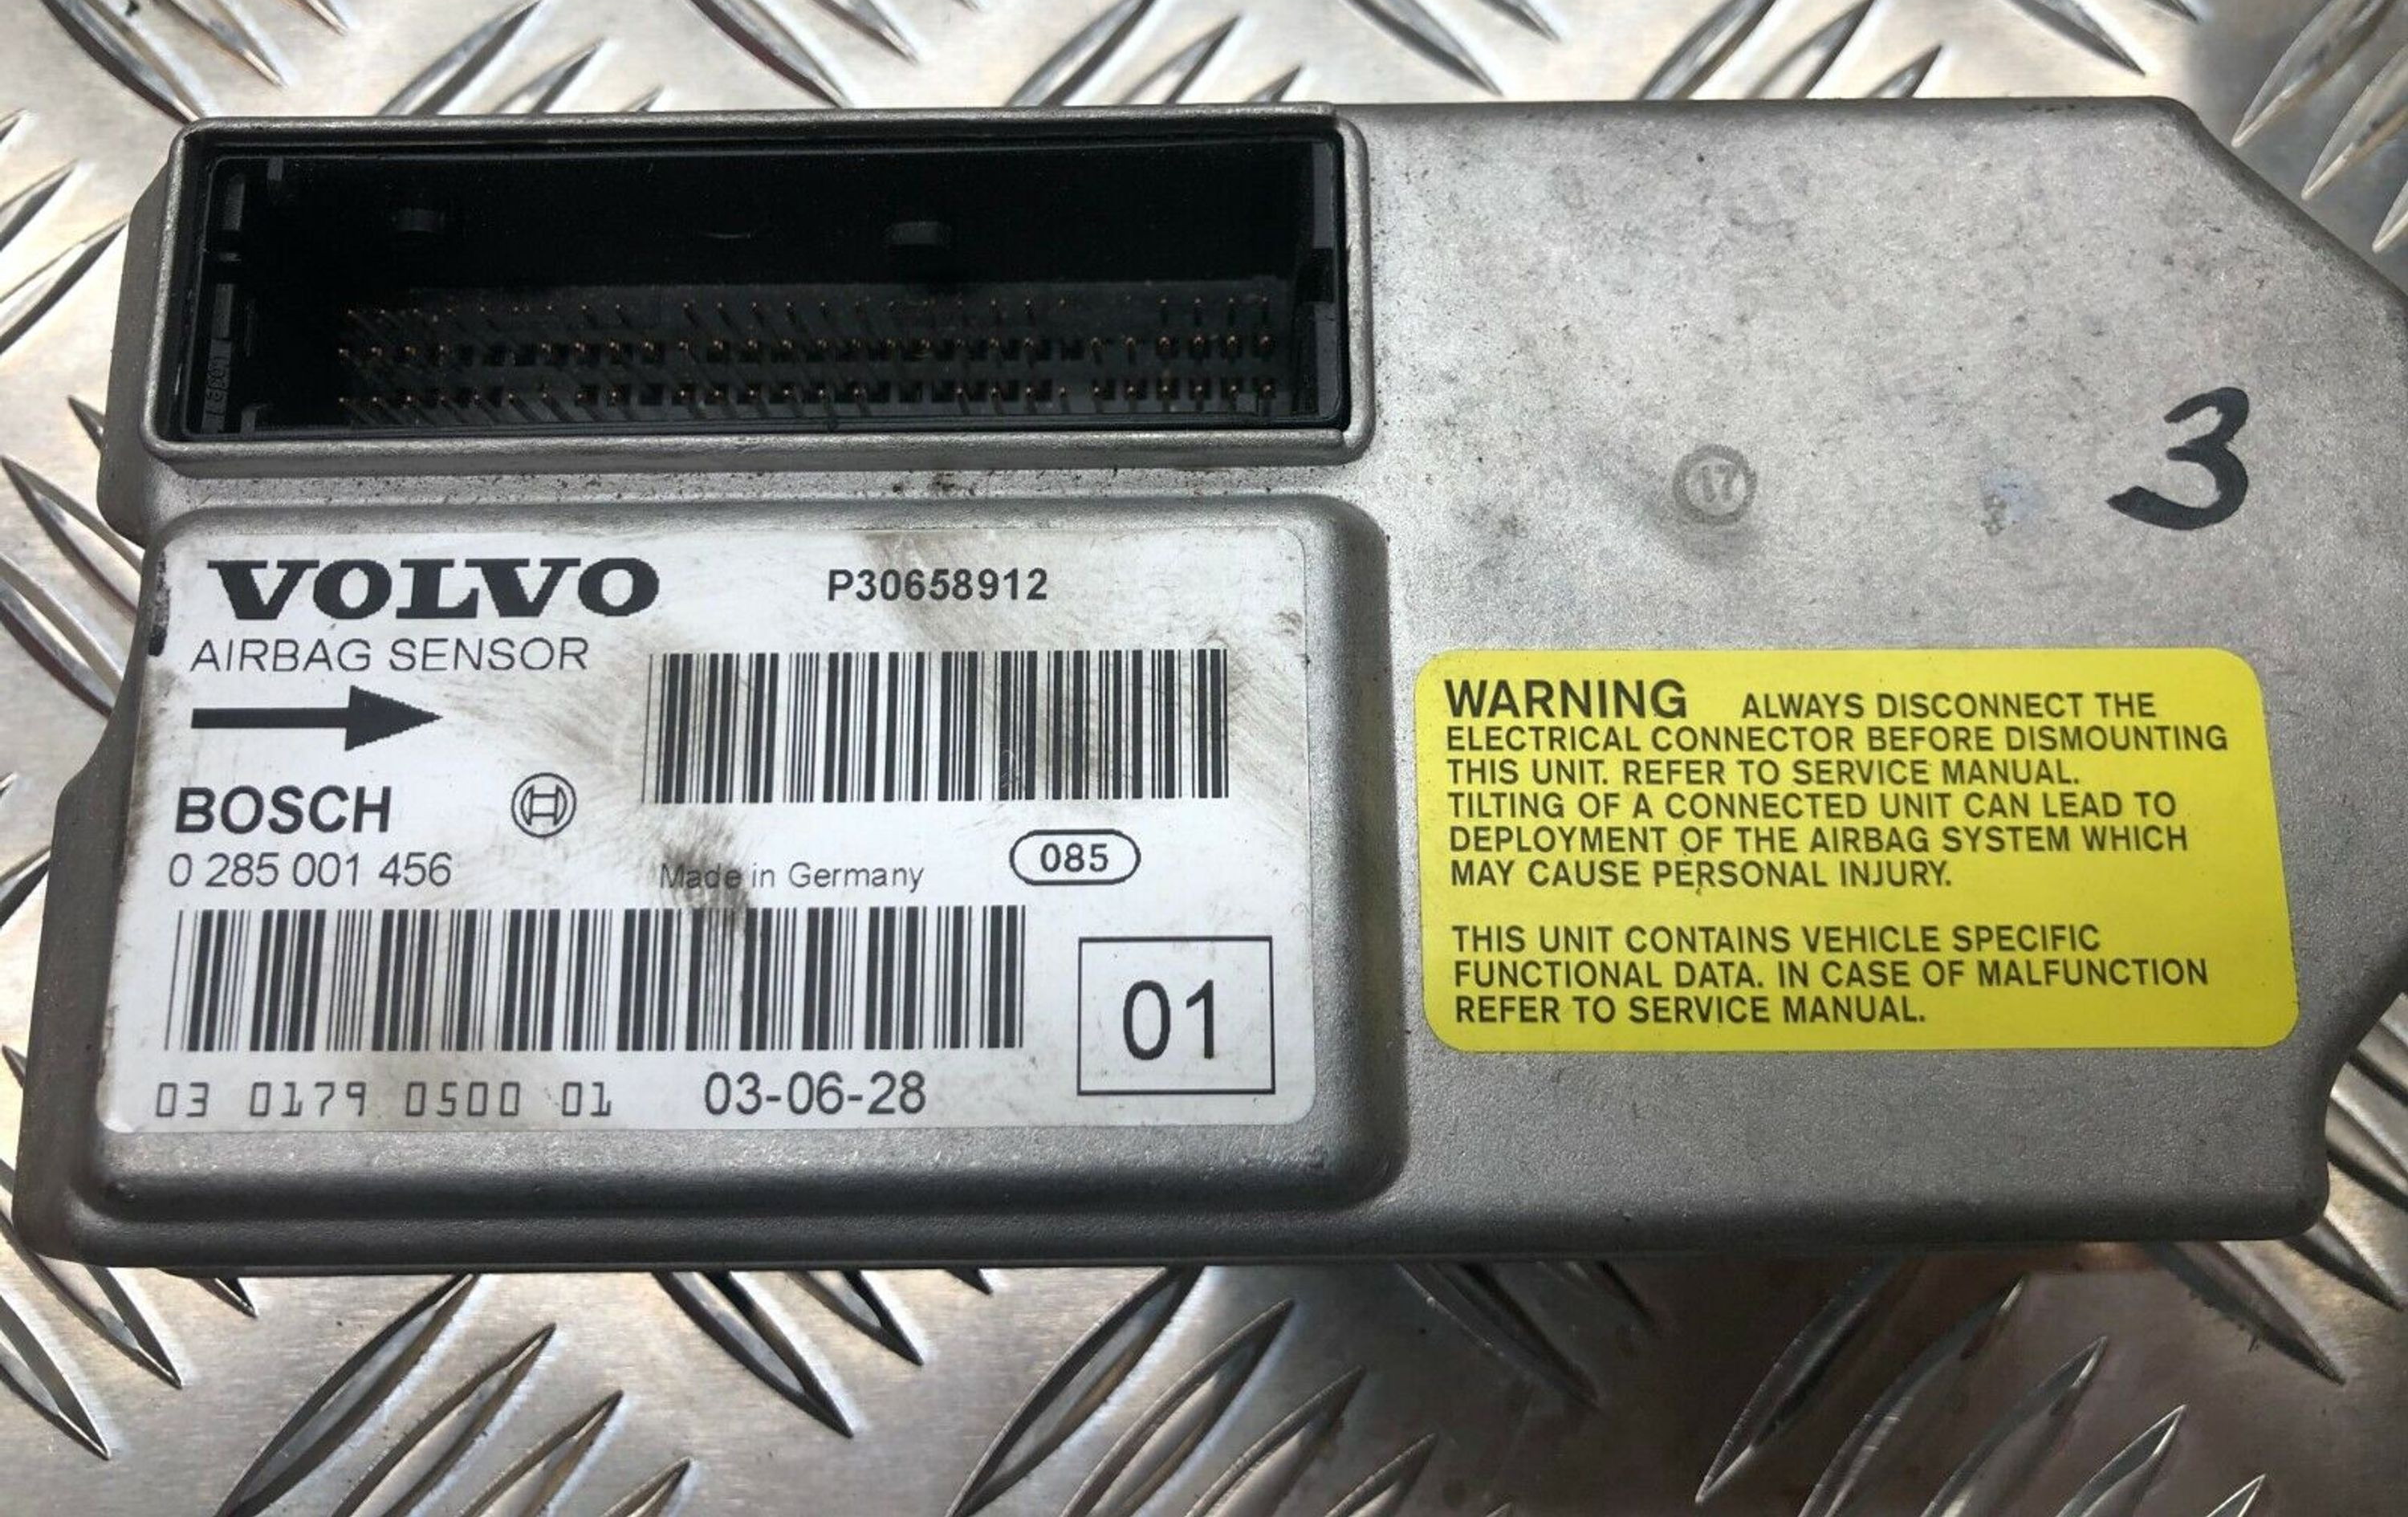 3
17
VOLVO
P30658912
AIRBAG SENSOR
BOSCH
0 285 001 456
Made in Germany
085
01
03 0179 0500 01
03-06-28
WARNING ALWAYS DISCONNECT THE
ELECTRICAL CONNECTOR BEFORE DISMOUNTING
THIS UNIT. REFER TO SERVICE MANUAL.
TILTING OF A CONNECTED UNIT CAN LEAD TO
DEPLOYMENT OF THE AIRBAG SYSTEM WHICH
MAY CAUSE PERSONAL INJURY.
THIS UNIT CONTAINS VEHICLE SPECIFIC
FUNCTIONAL DATA. IN CASE OF MALFUNCTION
REFER TO SERVICE MANUAL.